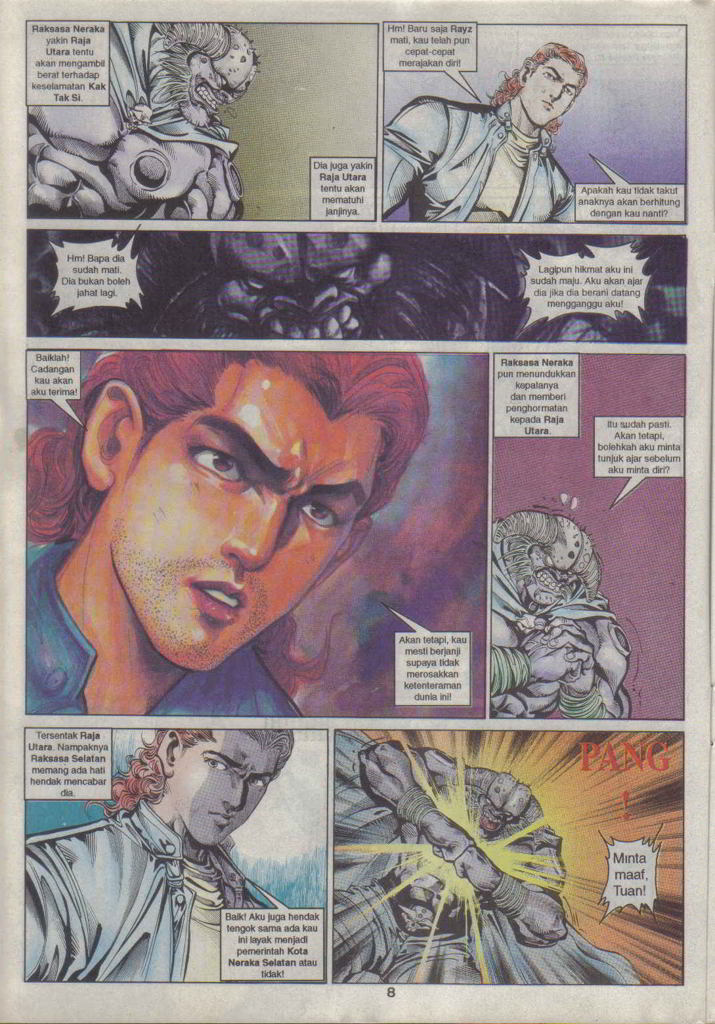 Raksasa Neraka
yakin Raja
Utara tentu
akan mengambil
berat terhadap
keselamatan Kak
Tak Si.
Dia juga yakin
Raja Utara
tentu akan
mematuhi
janjinya.
Hm! Baru saja Rayz
mati, kau telah pun
cepat-cepat
merajakan diri!
Apakah kau tidak takut
anaknya akan berhitung
dengan kau nanti?
Hm! Bapa dia
sudah mati.
Dia bukan boleh
jahat lagi.
Lagipun hikmat aku ini
sudah maju. Aku akan ajar
dia jika dia berani datang
mengganggu aku!
Baiklah!
Cadangan
kau akan
aku terima!
Akan tetapi, kau
mesti berjanji
supaya tidak
merosakkan
ketenteraman
dunia ini!
Raksasa Neraka
pun menundukkan
kepalanya
dan memberi
penghormatan
kepada Raja
Utara.
Itu sudah pasti.
Akan tetapi,
bolehkah aku minta
tunjuk ajar sebelum
aku minta diri?
Tersentak Raja
Utara. Nampaknya
Raksasa Selatan
memang ada hati
hendak mencabar
dia.
Baik! Aku juga hendak
tengok sama ada kau
ini layak menjadi
pemerintah Kota
Neraka Selatan atau
tidak!
PANG
!
Minta
maaf,
Tuan!
8